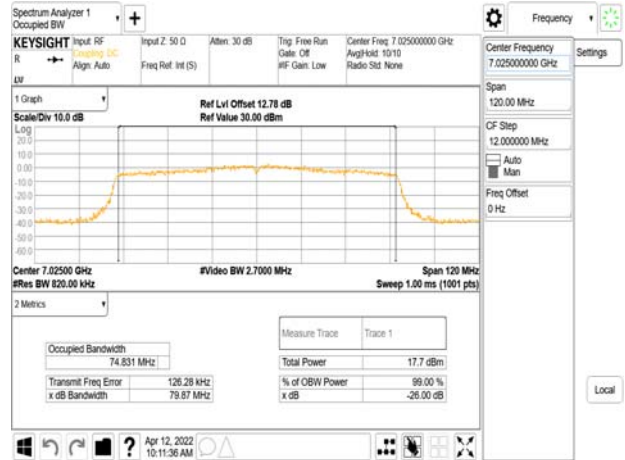 Spectrum Analyzer 1
Occupied BW
Frequency
KEYSIGHT
Input: RF
Coupling: DC
Align: Auto
Input Z: 50 Ω
Freq Ref: Int (S)
Atten: 30 dB
Trig: Free Run
Gate: Off
#IF Gain: Low
Center Freq: 7.025000000 GHz
Avg|Hold: 10/10
Radio Std: None
R
Center Frequency
7.025000000 GHz
Settings
Span
120.00 MHz
CF Step
12.000000 MHz
Auto
Man
Freq Offset
0 Hz
Local
1 Graph
Scale/Div 10.0 dB
Ref Lvl Offset 12.78 dB
Ref Value 30.00 dBm
Log
20.0
10.0
0.00
-10.0
-20.0
-30.0
-40.0
-50.0
-60.0
Center 7.02500 GHz
#Video BW 2.7000 MHz
Span 120 MHz
#Res BW 820.00 kHz
Sweep 1.00 ms (1001 pts)
2 Metrics
Measure Trace
Trace 1
Occupied Bandwidth
74.831 MHz
Total Power
17.7 dBm
Transmit Freq Error
126.28 kHz
% of OBW Power
99.00 %
x dB Bandwidth
79.87 MHz
x dB
-26.00 dB
?
Apr 12, 2022
10:11:36 AM